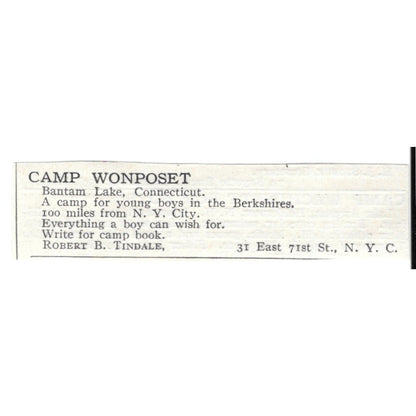 CAMP WONPOSET
Bantam Lake, Connecticut.
A camp for young boys in the Berkshires.
100 miles from N. Y. City.
Everything a boy can wish for.
Write for camp book.
ROBERT B. TINDALE, 31 East 71st St., N. Y. C.